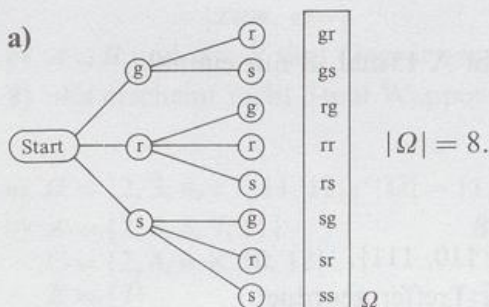 a)
r gr
g s gs
g rg
Start r r rr |Ω| = 8.
s rs
g sg
s r sr
s ss Ω